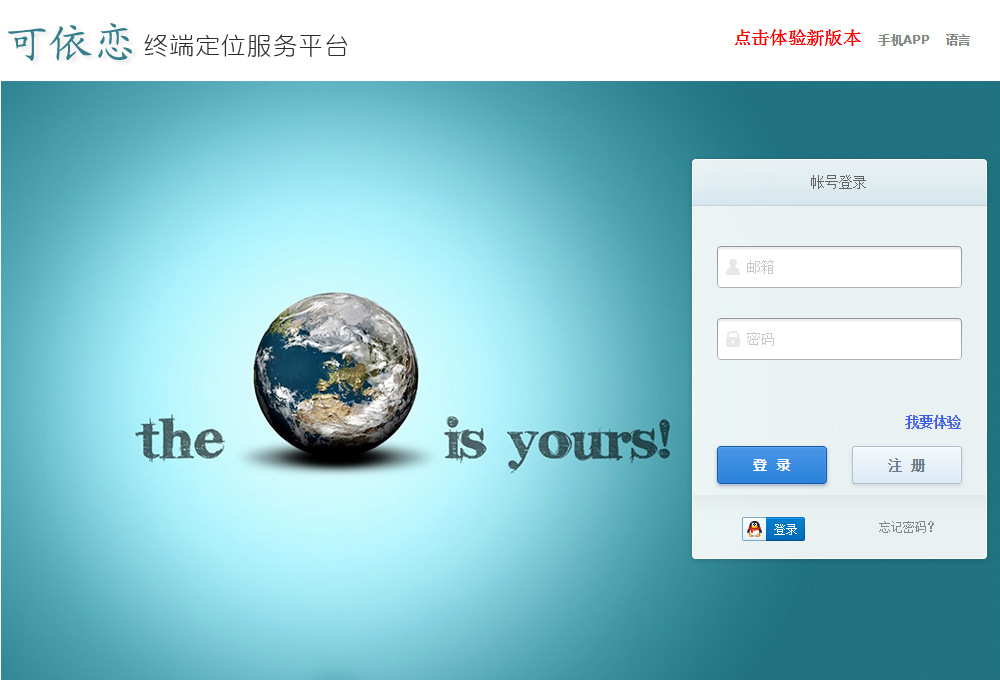 可依恋 终端定位服务平台
点击体验新版本 手机APP 语言
帐号登录
邮箱
密码
the is yours!
我要体验
登 录 注 册
登录 忘记密码?